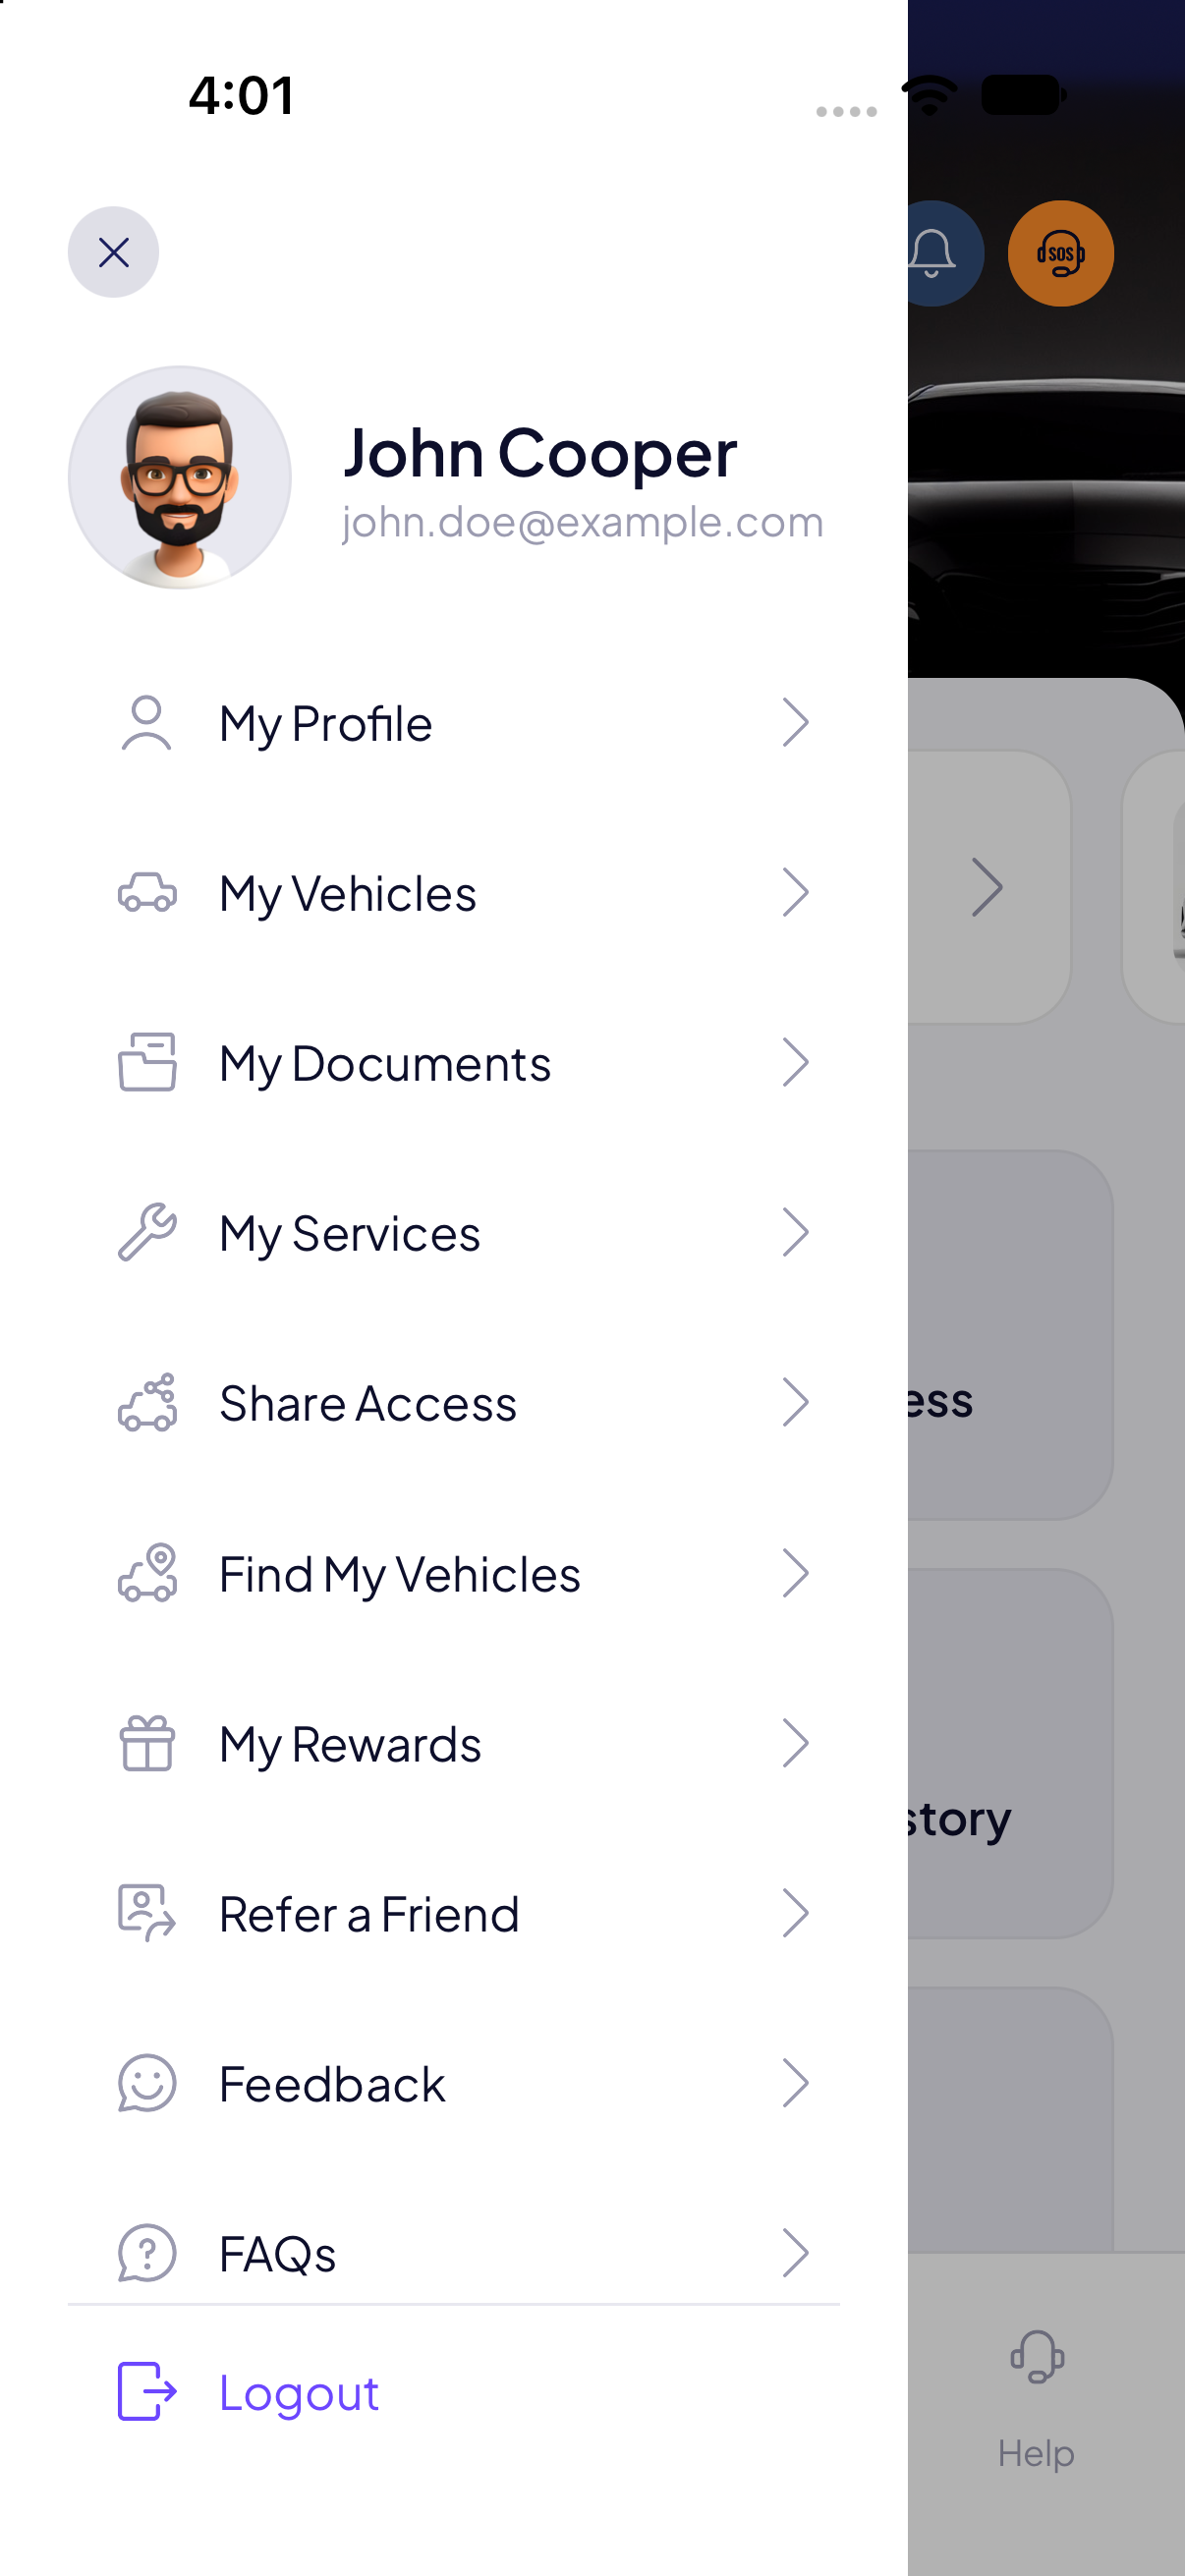 4:01
SOS
John Cooper
john.doe@example.com
My Profile
My Vehicles
My Documents
My Services
Share Access
ess
Find My Vehicles
My Rewards
story
Refer a Friend
Feedback
FAQs
Logout
Help